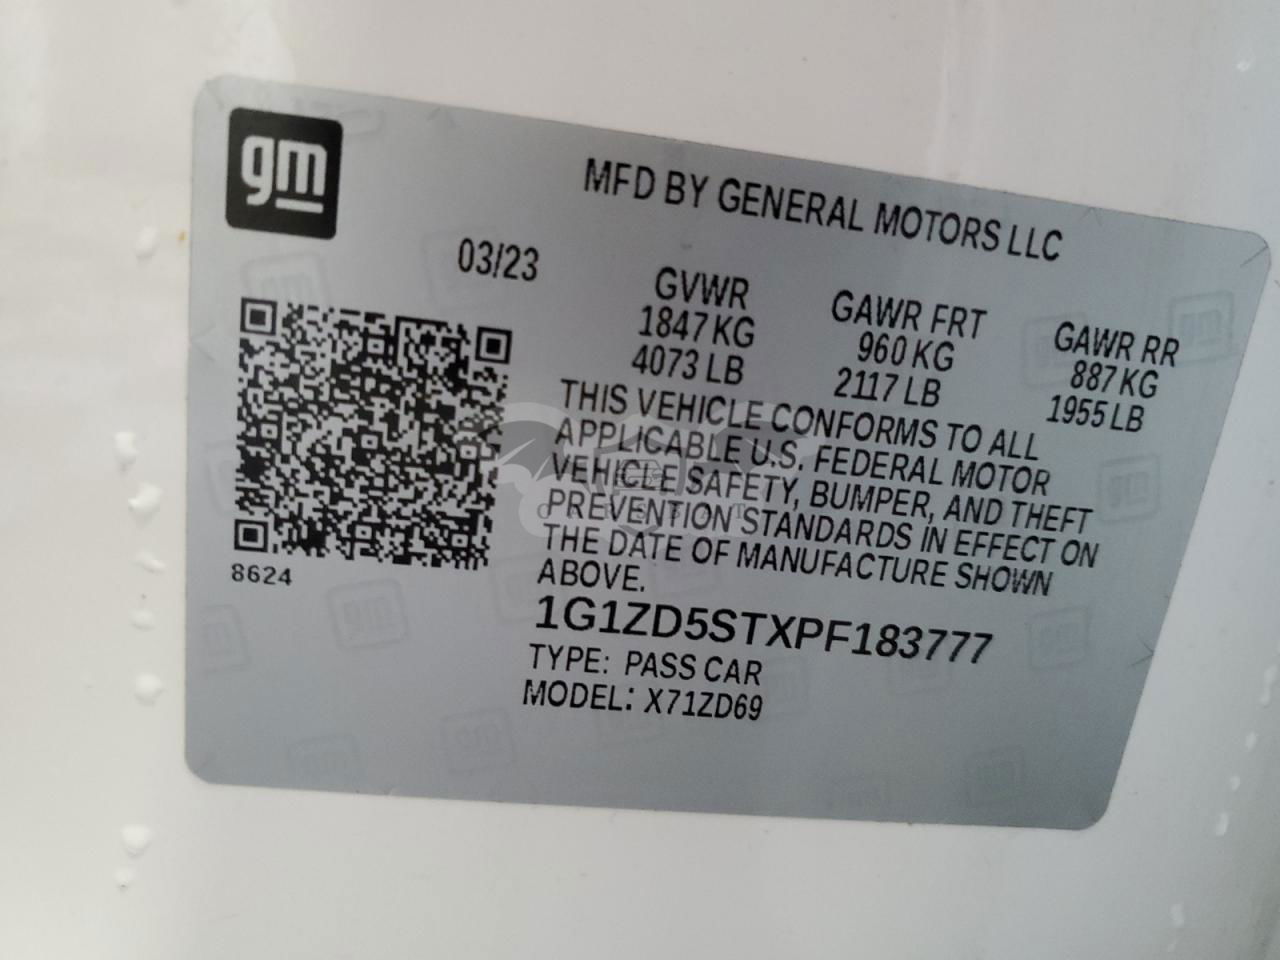 gm
MFD BY GENERAL MOTORS LLC
03/23
GVWR
1847 KG
4073 LB
GAWR FRT
960 KG
2117 LB
GAWR RR
887 KG
1955 LB
THIS VEHICLE CONFORMS TO ALL
APPLICABLE U.S. FEDERAL MOTOR
VEHICLE SAFETY, BUMPER, AND THEFT
PREVENTION STANDARDS IN EFFECT ON
THE DATE OF MANUFACTURE SHOWN
ABOVE.
8624
1G1ZD5STXPF183777
TYPE: PASS CAR
MODEL: X71ZD69